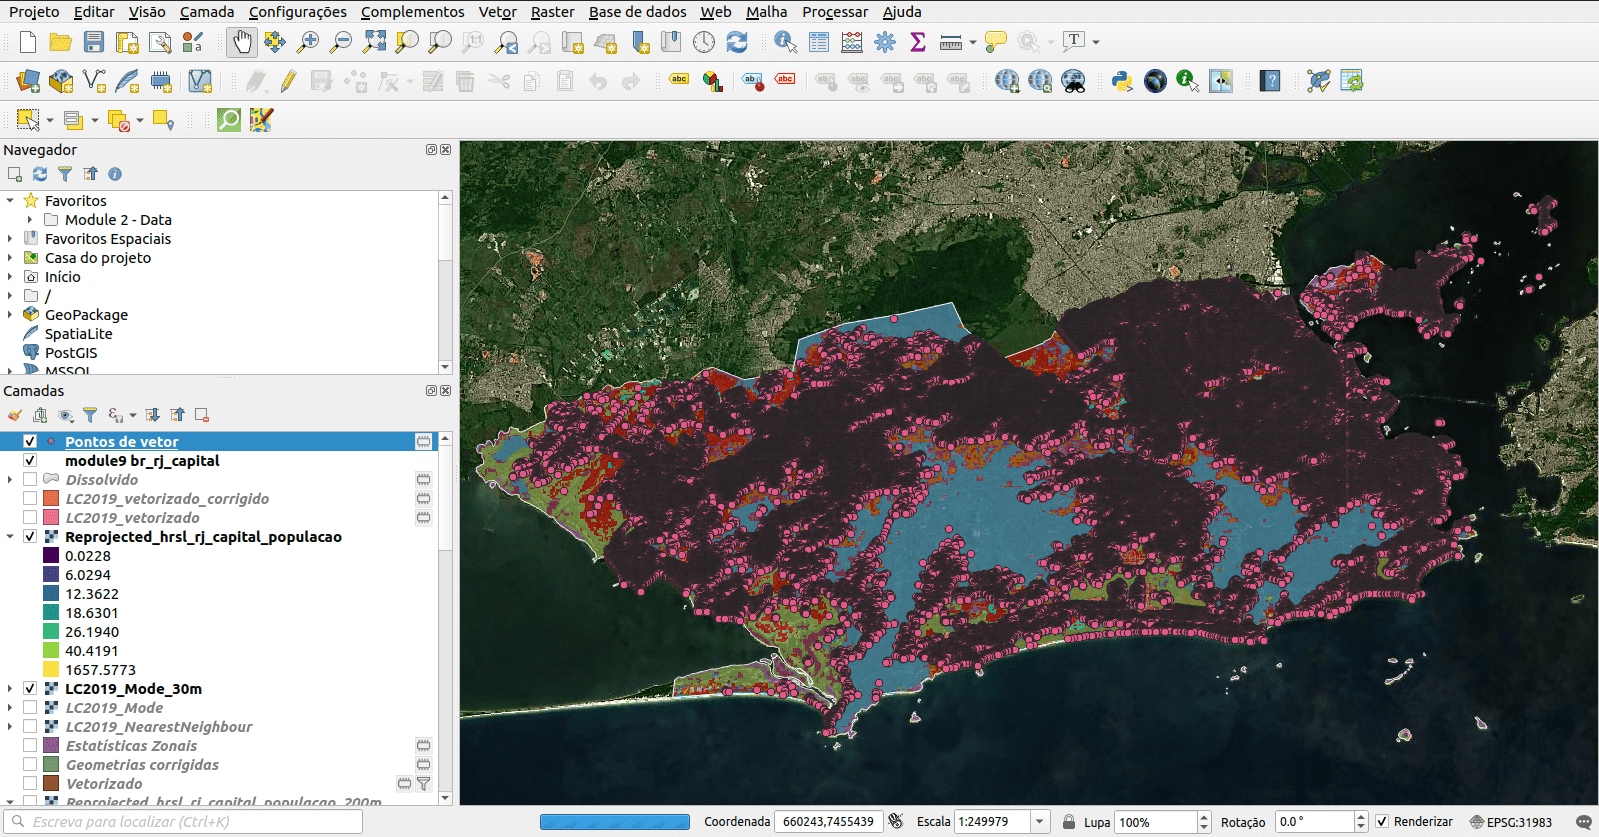 Projeto Editar Visão Camada Configurações Complementos Vetor Raster Base de dados Web Malha Processar Ajuda
Navegador
Favoritos
Module 2 - Data
Favoritos Espaciais
Casa do projeto
Início
/
GeoPackage
SpatiaLite
PostGIS
MSSQL
Camadas
Pontos de vetor
module9 br_rj_capital
Dissolvido
LC2019_vetorizado_corrigido
LC2019_vetorizado
Reprojected_hrsl_rj_capital_populacao
0.0228
6.0294
12.3622
18.6301
26.1940
40.4191
1657.5773
LC2019_Mode_30m
LC2019_Mode
LC2019_NearestNeighbour
Estatísticas Zonais
Geometrias corrigidas
Vetorizado
Reprojected_hrsl_rj_capital_populacao_200m
Escreva para localizar (Ctrl+K)
Coordenada 660243,7455439 Escala 1:249979 Lupa 100% Rotação 0.0 ° Renderizar EPSG:31983